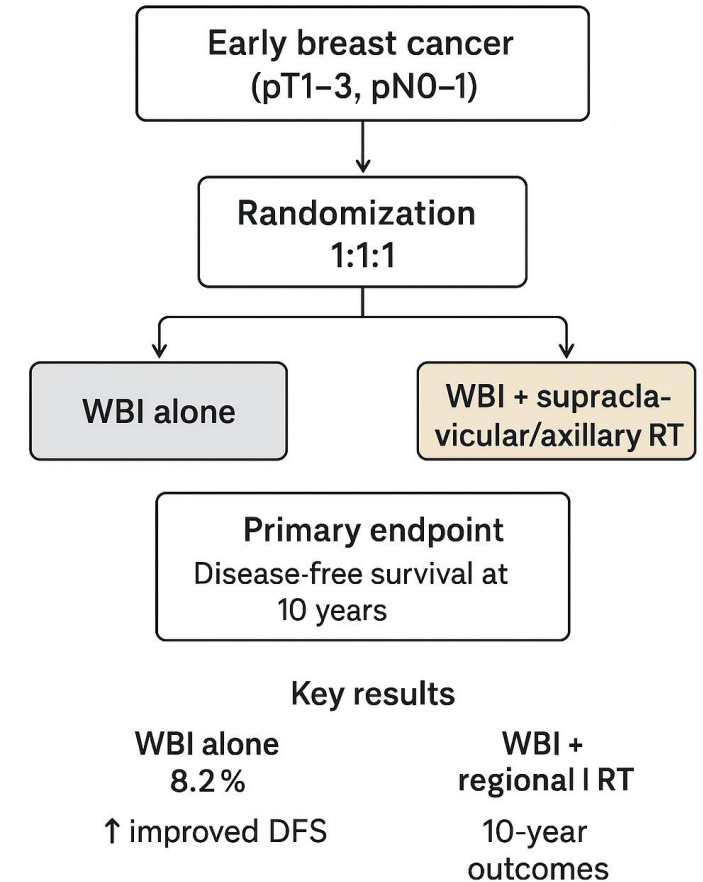 Early breast cancer
(pT1–3, pN0–1)
Randomization
1:1:1
WBI alone
WBI + supracla-
vicular/axillary RT
Primary endpoint
Disease-free survival at
10 years
Key results
WBI alone
8.2%
↑ improved DFS
WBI +
regional l RT
10-year
outcomes